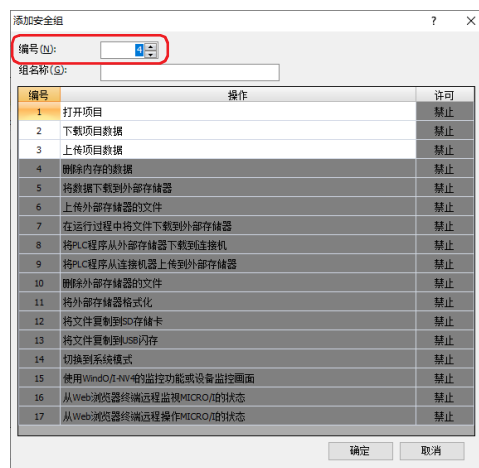 添加安全组 ? ×
编号(N): 4
组名称(G):
编号 操作 许可
1 打开项目 禁止
2 下载项目数据 禁止
3 上传项目数据 禁止
4 删除内存的数据 禁止
5 将数据下载到外部存储器 禁止
6 上传外部存储器的文件 禁止
7 在运行过程中将文件下载到外部存储器 禁止
8 将PLC程序从外部存储器下载到连接机 禁止
9 将PLC程序从连接机器上传到外部存储器 禁止
10 删除外部存储器的文件 禁止
11 将外部存储器格式化 禁止
12 将文件复制到SD存储卡 禁止
13 将文件复制到USB闪存 禁止
14 切换到系统模式 禁止
15 使用WindO/I-NV4的监控功能或设备监控画面 禁止
16 从Web浏览器终端远程监视MICRO/I的状态 禁止
17 从Web浏览器终端远程操作MICRO/I的状态 禁止
确定 取消